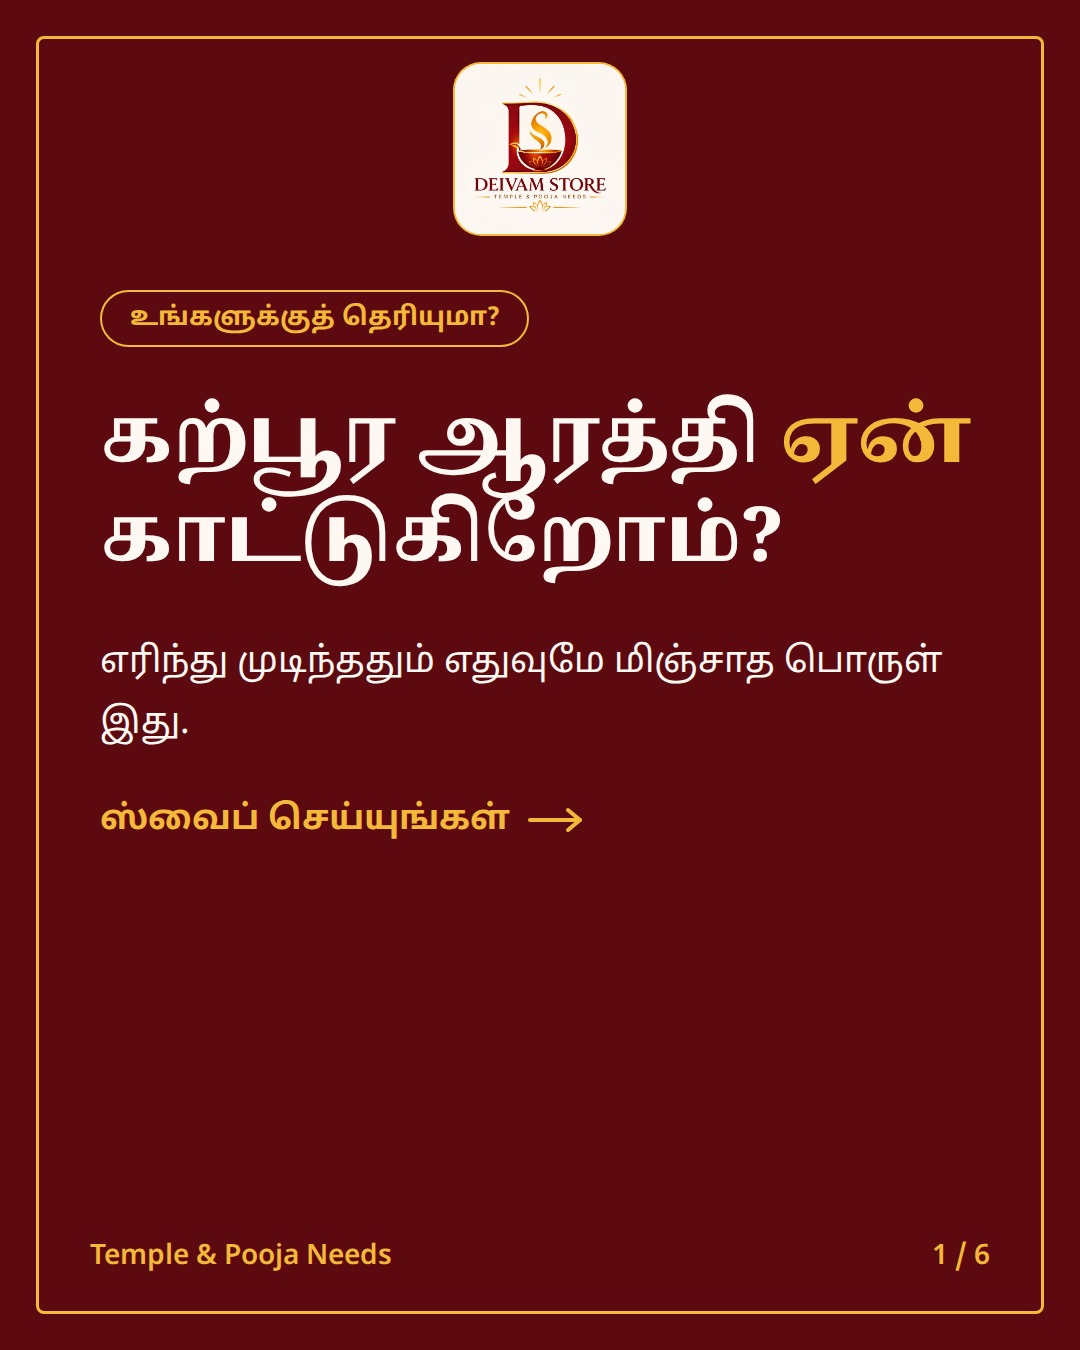 DEIVAM STORE
TEMPLE & POOJA NEEDS
உங்களுக்குத் தெரியுமா?
கற்பூர ஆரத்தி ஏன்
காட்டுகிறோம்?
எரிந்து முடிந்ததும் எதுவுமே மிஞ்சாத பொருள்
இது.
ஸ்வைப் செய்யுங்கள் →
Temple & Pooja Needs
1 / 6